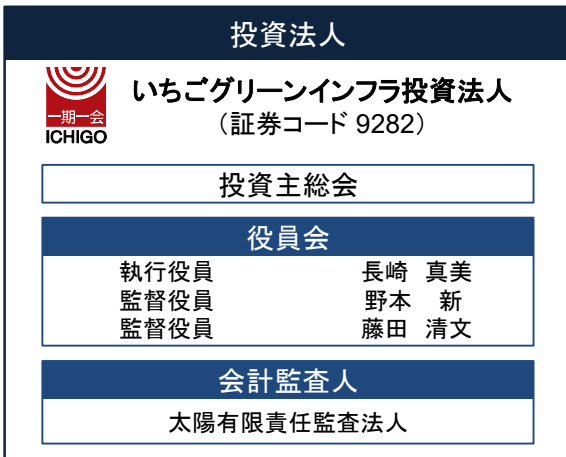 投資法人
一期一会
ICHIGO
いちごグリーンインフラ投資法人
（証券コード 9282）
投資主総会
役員会
執行役員 長崎 真美
監督役員 野本 新
監督役員 藤田 清文
会計監査人
太陽有限責任監査法人